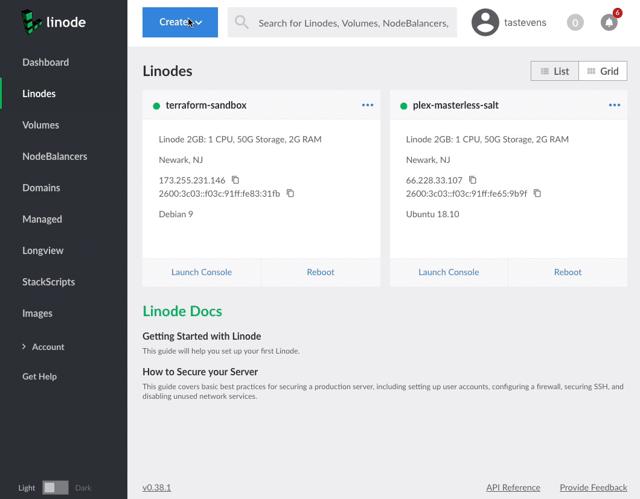 linode
Create
Search for Linodes, Volumes, NodeBalancers,
tastevens
0
6
Dashboard
Linodes
Volumes
NodeBalancers
Domains
Managed
Longview
StackScripts
Images
Account
Get Help
Light
Dark
Linodes
List
Grid
terraform-sandbox
Linode 2GB: 1 CPU, 50G Storage, 2G RAM
Newark, NJ
173.255.231.146
2600:3c03::f03c:91ff:fe83:31fb
Debian 9
Launch Console
Reboot
plex-masterless-salt
Linode 2GB: 1 CPU, 50G Storage, 2G RAM
Newark, NJ
66.228.33.107
2600:3c03::f03c:91ff:fe65:9b9f
Ubuntu 18.10
Launch Console
Reboot
Linode Docs
Getting Started with Linode
This guide will help you set up your first Linode.
How to Secure your Server
This guide covers basic best practices for securing a production server, including setting up user accounts, configuring a firewall, securing SSH, and
disabling unused network services.
v0.38.1
API Reference
Provide Feedback